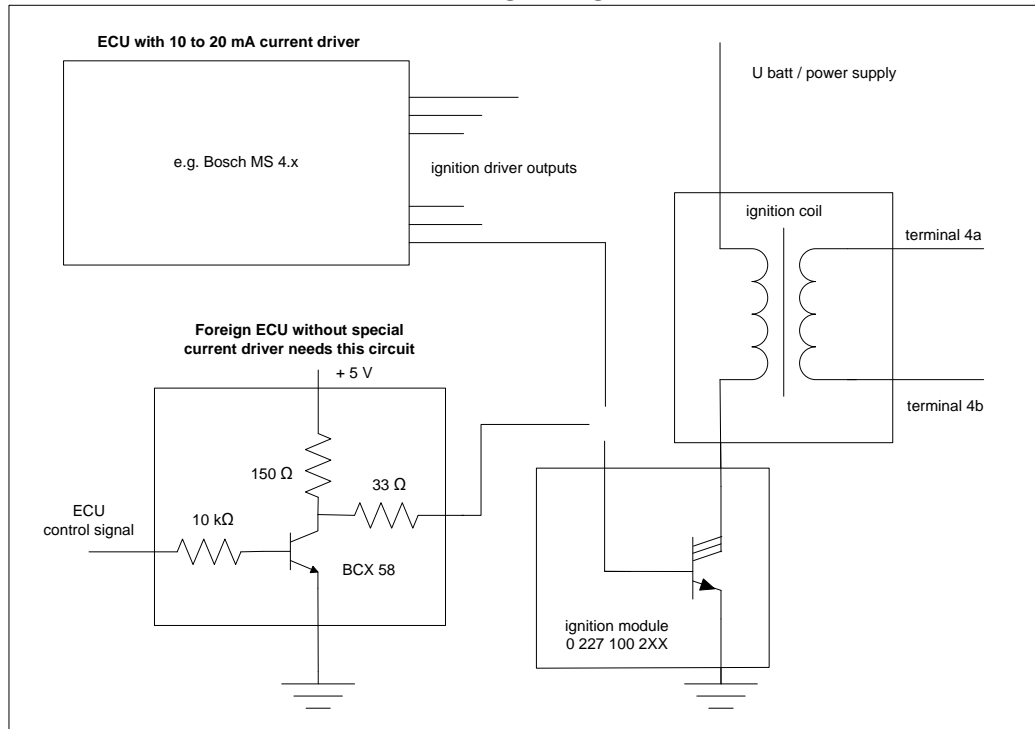 ECU with 10 to 20 mA current driver
U batt / power supply
e.g. Bosch MS 4.x
ignition driver outputs
ignition coil
terminal 4a
Foreign ECU without special
current driver needs this circuit
+ 5 V
terminal 4b
150 Ω
33 Ω
ECU
control signal
10 kΩ
BCX 58
ignition module
0 227 100 2XX